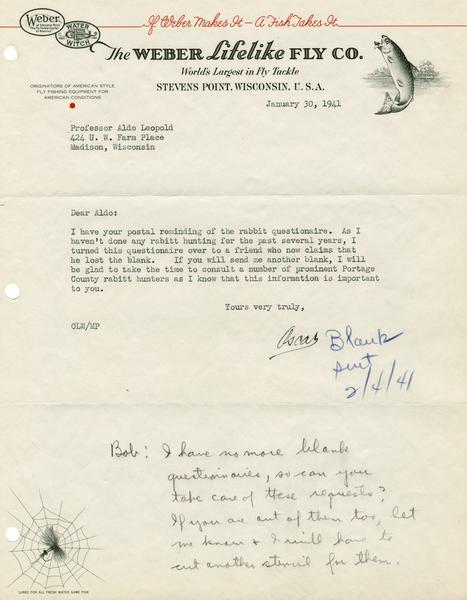 If Weber Makes It — A Fish Takes It
Weber
WATER WITCH
The WEBER Lifelike FLY CO.
World's Largest in Fly Tackle
STEVENS POINT, WISCONSIN, U.S.A.
ORIGINATORS OF AMERICAN STYLE
FLY FISHING EQUIPMENT FOR
AMERICAN CONDITIONS
January 30, 1941
Professor Aldo Leopold
424 U. W. Farm Place
Madison, Wisconsin
Dear Aldo:
I have your postal reminding of the rabbit questionaire. As I
haven't done any rabitt hunting for the past several years, I
turned this questionaire over to a friend who now claims that
he lost the blank. If you will send me another blank, I will
be glad to take the time to consult a number of prominent Portage
County rabitt hunters as I know that this information is important
to you.
Yours very truly,
OLW/MP
Oscar
Blank
sent
2/4/41
Bob: I have no more blank
questionnaires, so can you
take care of these requests?
If you are out of them too, let
me know & I will have to
cut another stencil for them.
LURES FOR ALL FRESH WATER GAME FISH